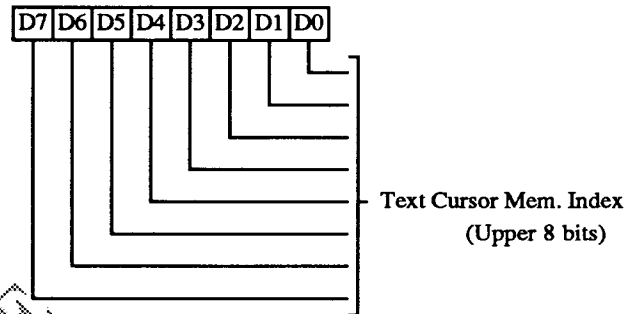 D7 D6 D5 D4 D3 D2 D1 D0
Text Cursor Mem. Index
(Upper 8 bits)